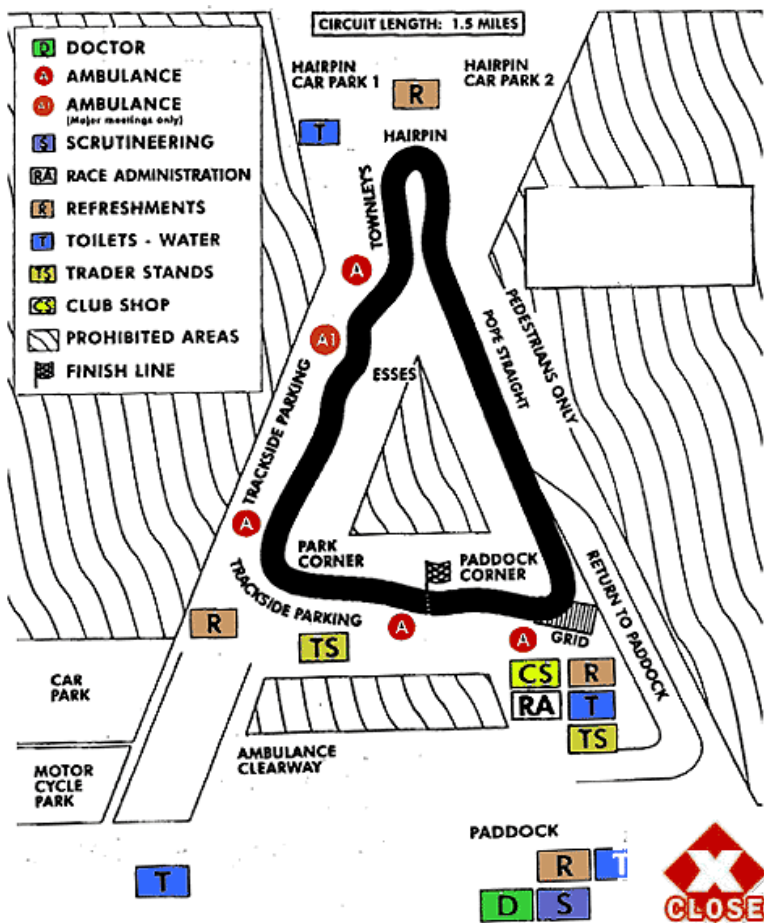 CIRCUIT LENGTH: 1.5 MILES
D DOCTOR
A AMBULANCE
A1 AMBULANCE
(Major meetings only)
S SCRUTINEERING
RA RACE ADMINISTRATION
R REFRESHMENTS
T TOILETS - WATER
TS TRADER STANDS
CS CLUB SHOP
PROHIBITED AREAS
FINISH LINE
HAIRPIN
CAR PARK 1
HAIRPIN
CAR PARK 2
R
T
HAIRPIN
TOWNLEYS
A
A1
POPE STRAIGHT
PEDESTRIANS ONLY
ESSES
TRACKSIDE PARKING
A
PARK
CORNER
PADDOCK
CORNER
TRACKSIDE PARKING
RETURN TO PADDOCK
R
A
A
GRID
TS
CS
R
CAR
PARK
RA
T
TS
AMBULANCE
CLEARWAY
MOTOR
CYCLE
PARK
PADDOCK
T
R
T
D
S
X
CLOSE